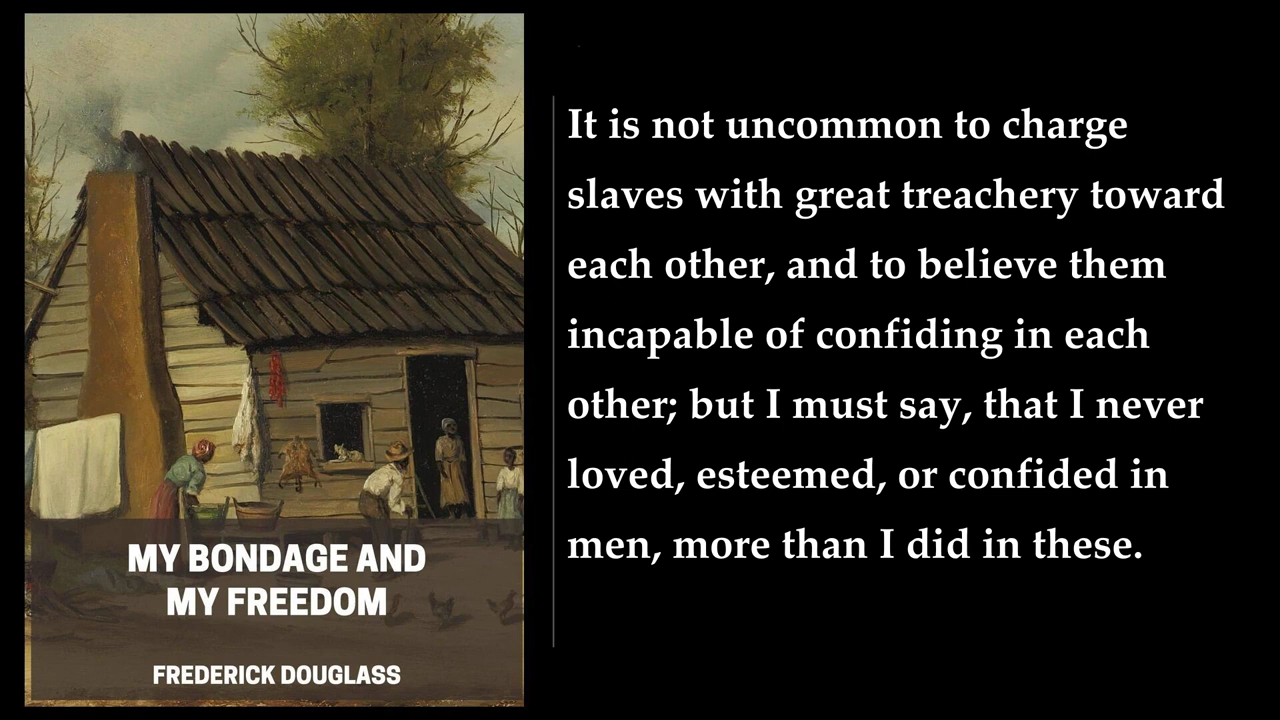 MY BONDAGE AND
MY FREEDOM
FREDERICK DOUGLASS
It is not uncommon to charge
slaves with great treachery toward
each other, and to believe them
incapable of confiding in each
other; but I must say, that I never
loved, esteemed, or confided in
men, more than I did in these.